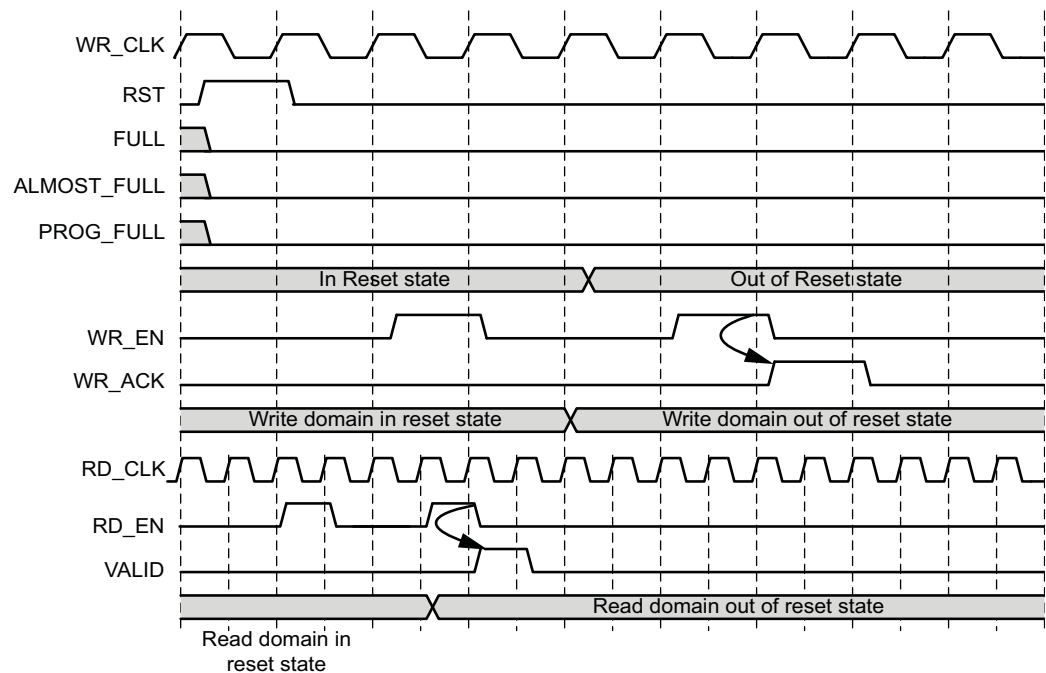 WR_CLK
RST
FULL
ALMOST_FULL
PROG_FULL
In Reset state
Out of Reset state
WR_EN
WR_ACK
Write domain in reset state
Write domain out of reset state
RD_CLK
RD_EN
VALID
Read domain out of reset state
Read domain in
reset state